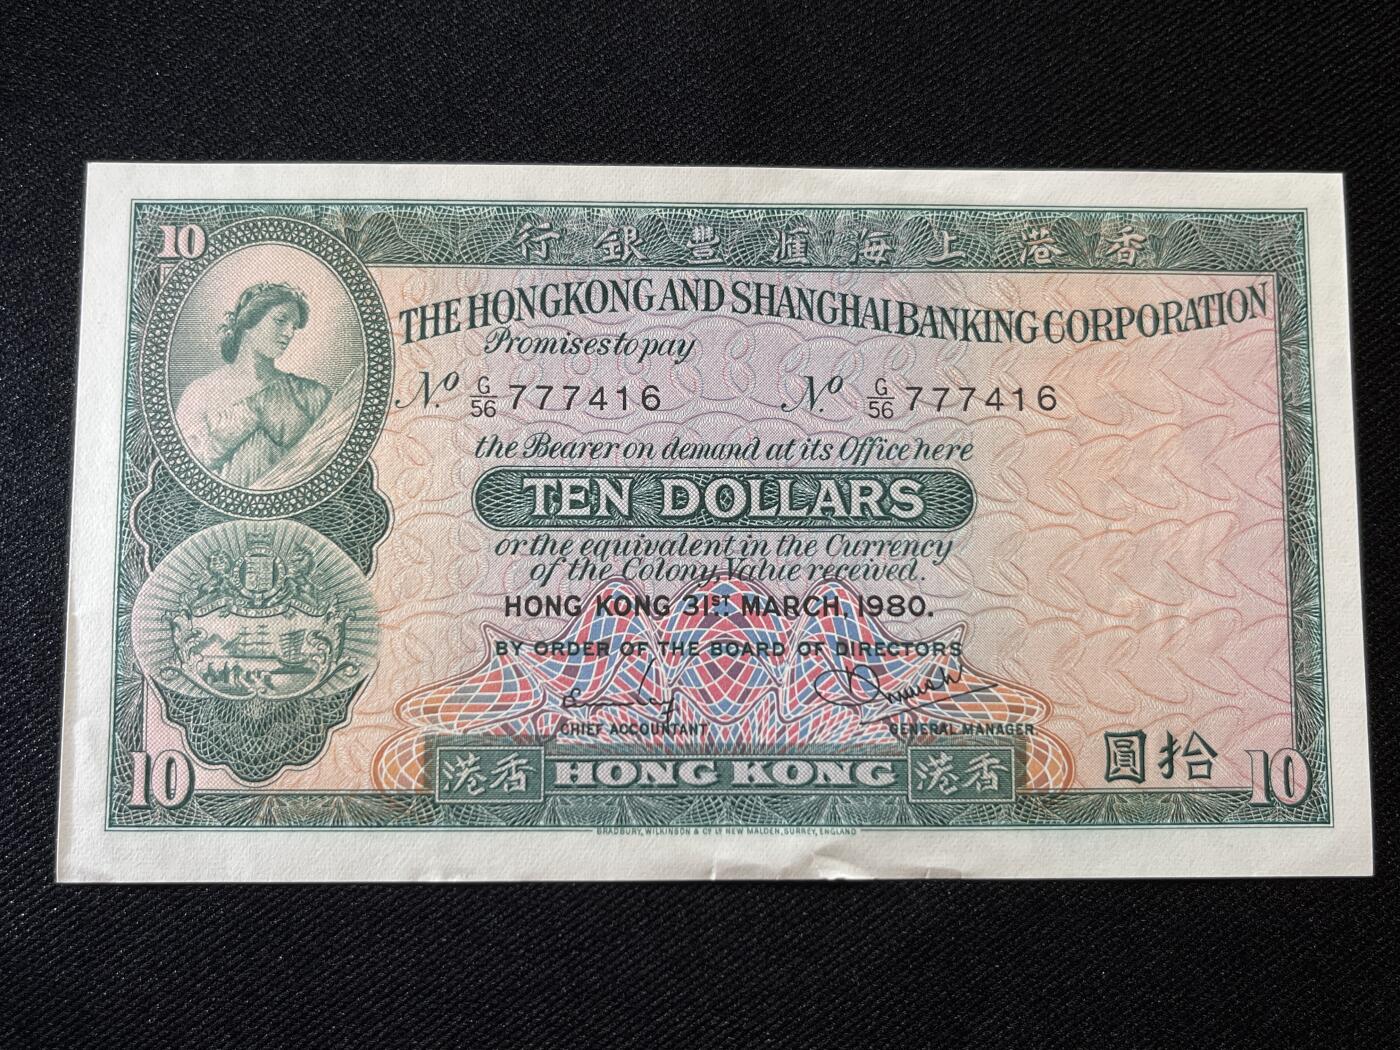 10
行銀豐滙海上港香
THE HONGKONG AND SHANGHAI BANKING CORPORATION
Promises to pay
No. G/56 777416 No. G/56 777416
the Bearer on demand at its Office here
TEN DOLLARS
or the equivalent in the Currency
of the Colony, Value received.
HONG KONG 31ST MARCH, 1980.
BY ORDER OF THE BOARD OF DIRECTORS
CHIEF ACCOUNTANT GENERAL MANAGER
10 港香 HONG KONG 港香 圓拾 10
BRADBURY, WILKINSON & Co Ld NEW MALDEN, SURREY, ENGLAND